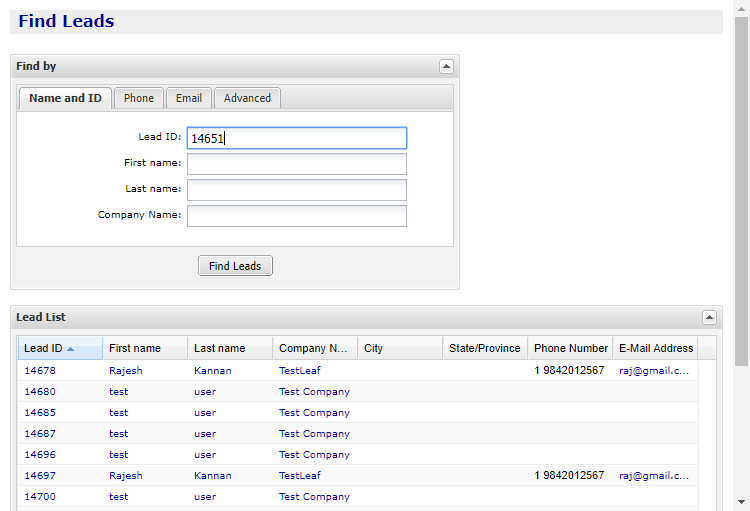 Find Leads
Find by
Name and ID Phone Email Advanced
Lead ID: 14651
First name:
Last name:
Company Name:
Find Leads
Lead List
Lead ID First name Last name Company N... City State/Province Phone Number E-Mail Address
14678 Rajesh Kannan TestLeaf 1 9842012567 raj@gmail.c...
14680 test user Test Company
14685 test user Test Company
14687 test user Test Company
14696 test user Test Company
14697 Rajesh Kannan TestLeaf 1 9842012567 raj@gmail.c...
14700 test user Test Company